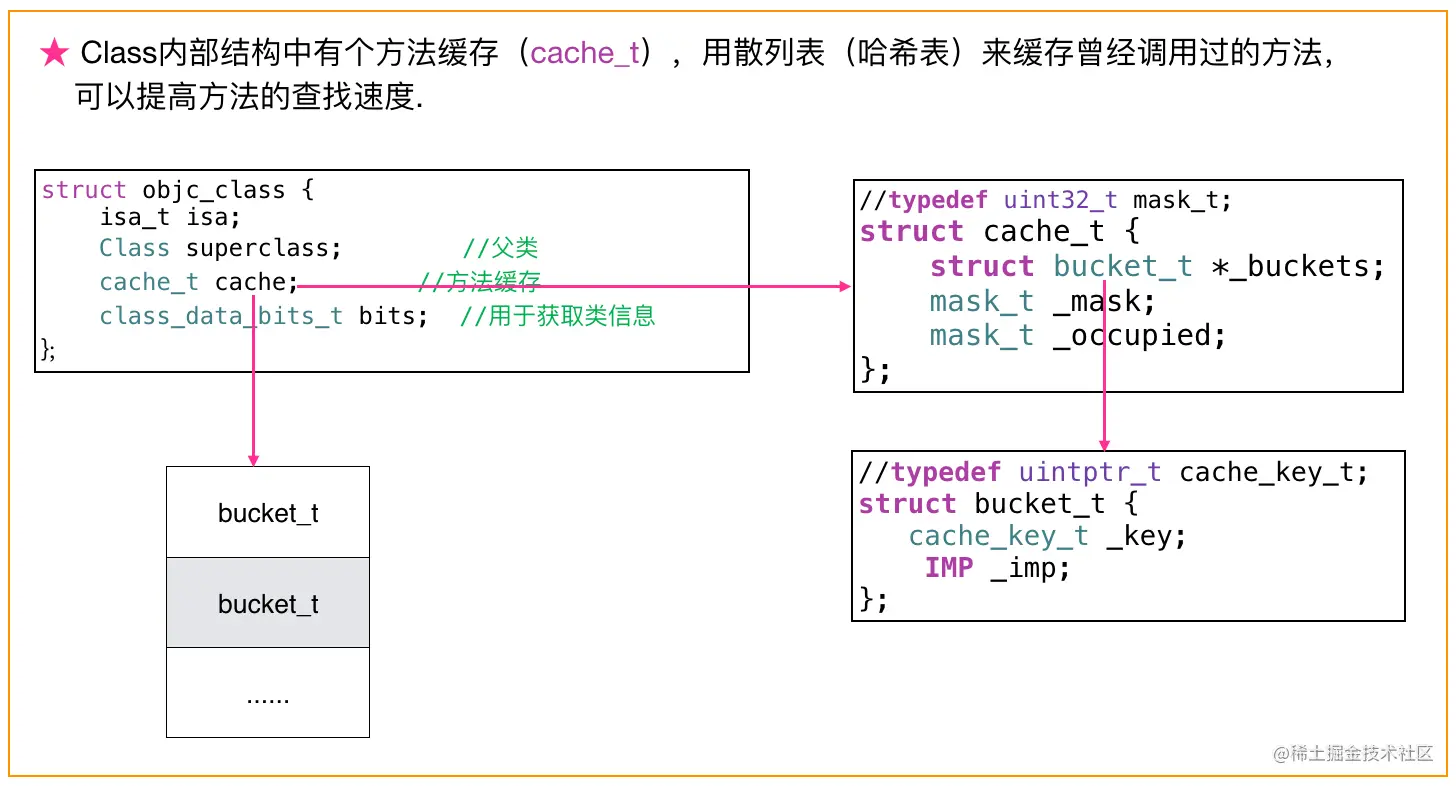 ★ Class内部结构中有个方法缓存（cache_t），用散列表（哈希表）来缓存曾经调用过的方法，
可以提高方法的查找速度.
struct objc_class {
isa_t isa;
Class superclass; //父类
cache_t cache; //方法缓存
class_data_bits_t bits; //用于获取类信息
};
//typedef uint32_t mask_t;
struct cache_t {
struct bucket_t *_buckets;
mask_t _mask;
mask_t _occupied;
};
bucket_t
bucket_t
......
//typedef uintptr_t cache_key_t;
struct bucket_t {
cache_key_t _key;
IMP _imp;
};
@稀土掘金技术社区